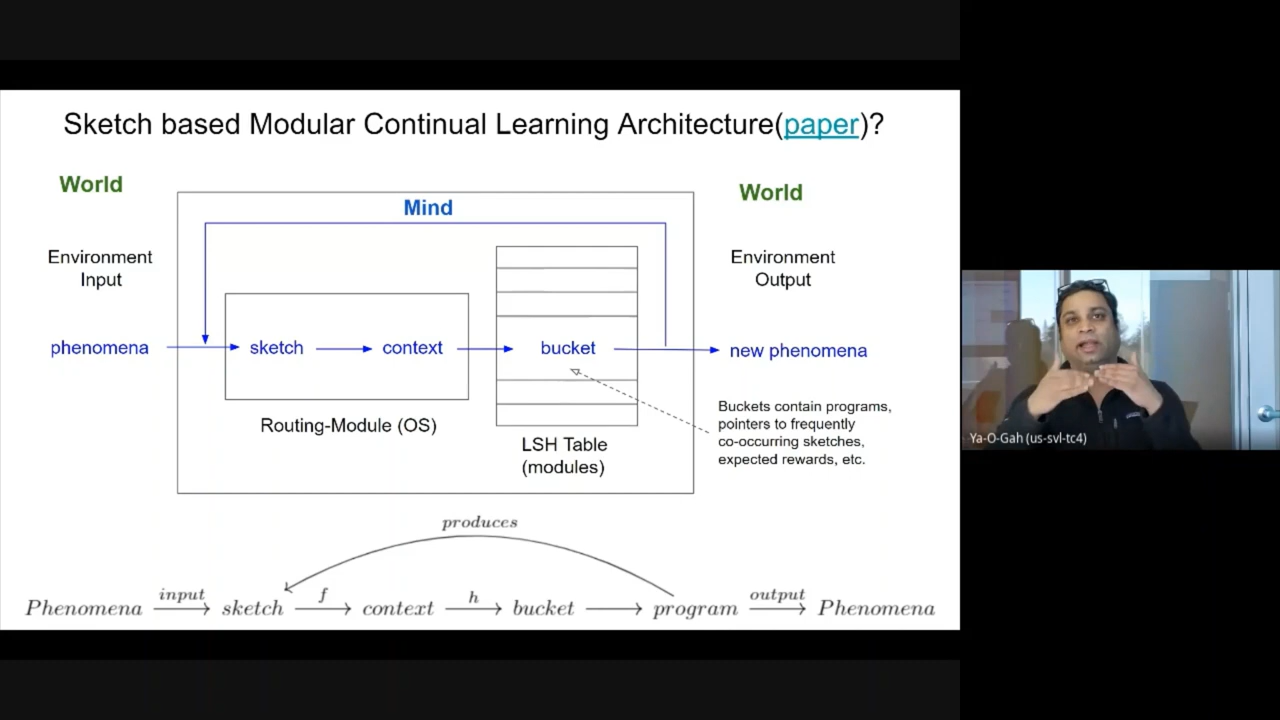 Sketch based Modular Continual Learning Architecture(paper)?
World
World
Mind
Environment
Input
Environment
Output
phenomena
sketch
context
bucket
new phenomena
Routing-Module (OS)
LSH Table
(modules)
Buckets contain programs,
pointers to frequently
co-occurring sketches,
expected rewards, etc.
Ya-O-Gah (us-svl-tc4)
produces
Phenomena input sketch f context h bucket program output Phenomena